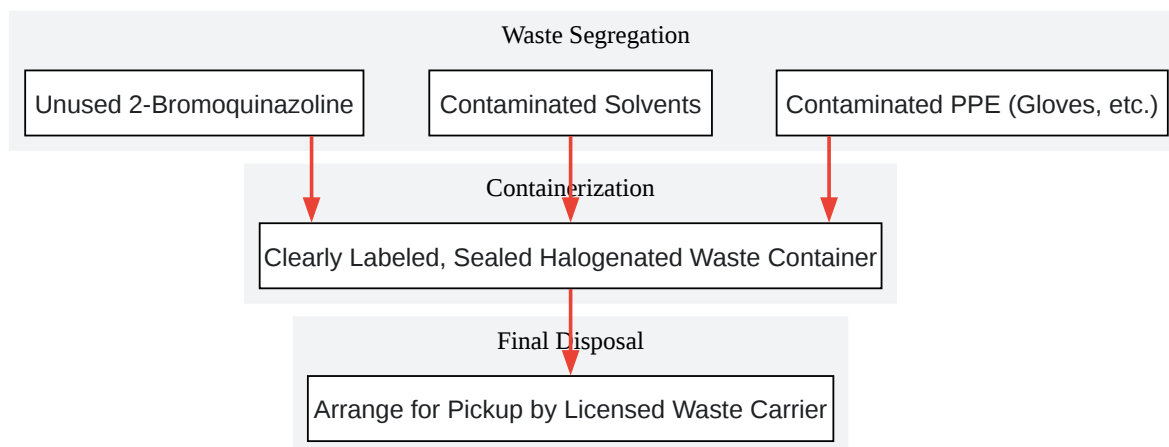 Waste Segregation
Unused 2-Bromoquinazoline
Contaminated Solvents
Contaminated PPE (Gloves, etc.)
Containerization
Clearly Labeled, Sealed Halogenated Waste Container
Final Disposal
Arrange for Pickup by Licensed Waste Carrier